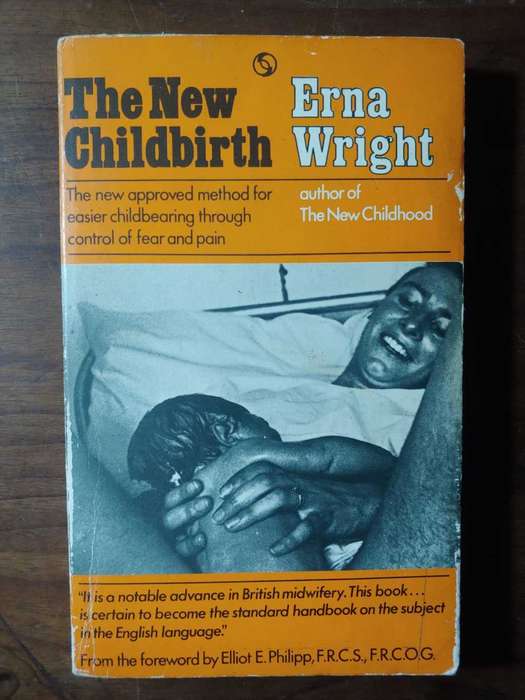 The New
Childbirth
Erna
Wright
The new approved method for
easier childbearing through
control of fear and pain
author of
The New Childhood
"It is a notable advance in British midwifery. This book...
is certain to become the standard handbook on the subject
in the English language."
From the foreword by Elliot E. Philipp, F.R.C.S., F.R.C.O.G.